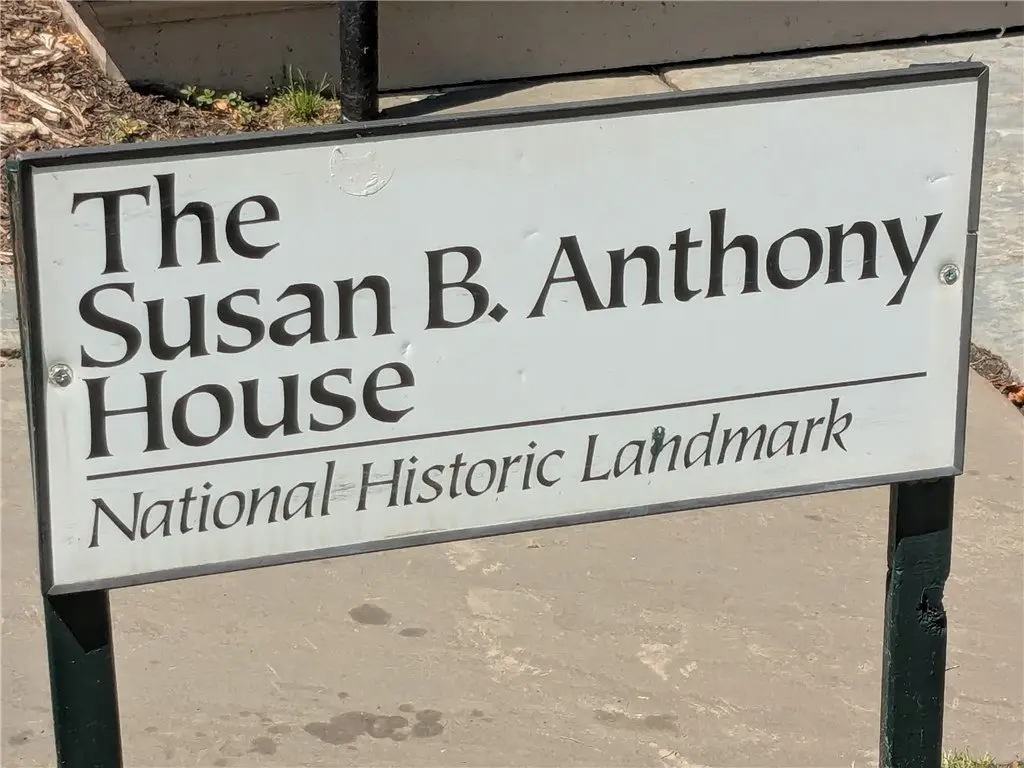 The
Susan B. Anthony
House
National Historic Landmark